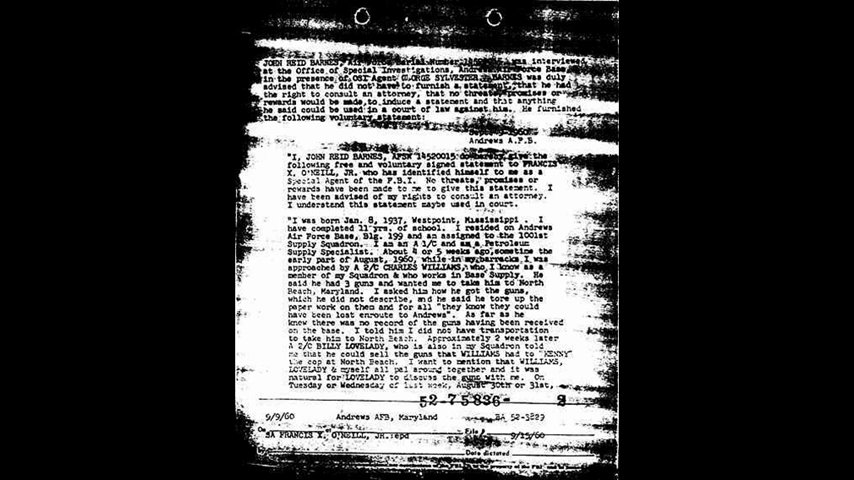 JOHN REID BARNES, Air Force Serial Number was interviewed
at the Office of Special Investigations, Andrews Air Force Base,
in the presence of OSI Agent GEORGE SYLVESTER. BARNES was duly
advised that he did not have to furnish a statement, that he had
the right to consult an attorney, that no threats, promises or
rewards would be made to induce a statement and that anything
he said could be used in a court of law against him. He furnished
the following voluntary statement:
1960
Andrews A.F.B.
"I, JOHN REID BARNES, AFSN 14520015 do hereby give the
following free and voluntary signed statement to FRANCIS
X. O'NEILL, JR. who has identified himself to me as a
Special Agent of the F.B.I. No threats, promises or
rewards have been made to me to give this statement. I
have been advised of my rights to consult an attorney.
I understand this statement maybe used in court.
"I was born Jan. 8, 1937, Westpoint, Mississippi. I
have completed 11 yrs. of school. I resided on Andrews
Air Force Base, Blg. 199 and an assigned to the 1001st
Supply Squadron. I am an A 1/C and am a Petroleum
Supply Specialist. About 4 or 5 weeks ago, sometime the
early part of August, 1960, while in my barracks I was
approached by A 2/C CHARLES WILLIAMS, who I know as a
member of my Squadron & who works in Base Supply. He
said he had 3 guns and wanted me to take him to North
Beach, Maryland. I asked him how he got the guns,
which he did not describe, and he said he tore up the
paper work on them and for all "they know they could
have been lost enroute to Andrews". As far as he
knew there was no record of the guns having been received
on the base. I told him I did not have transportation
to take him to North Beach. Approximately 2 weeks later
A 2/C BILLY LOVELADY, who is also in my Squadron told
me that he could sell the guns that WILLIAMS had to "KENNY"
the cop at North Beach. I want to mention that WILLIAMS,
LOVELADY & myself all pal around together and it was
natural for LOVELADY to discuss the guns with me. On
Tuesday or Wednesday of last week, August 30th or 31st,
52-75836- 2
9/9/60 Andrews AFB, Maryland BA 52-3829
On at File #
SA FRANCIS X. O'NEILL, JR. epd 9/15/60
by Date dictated